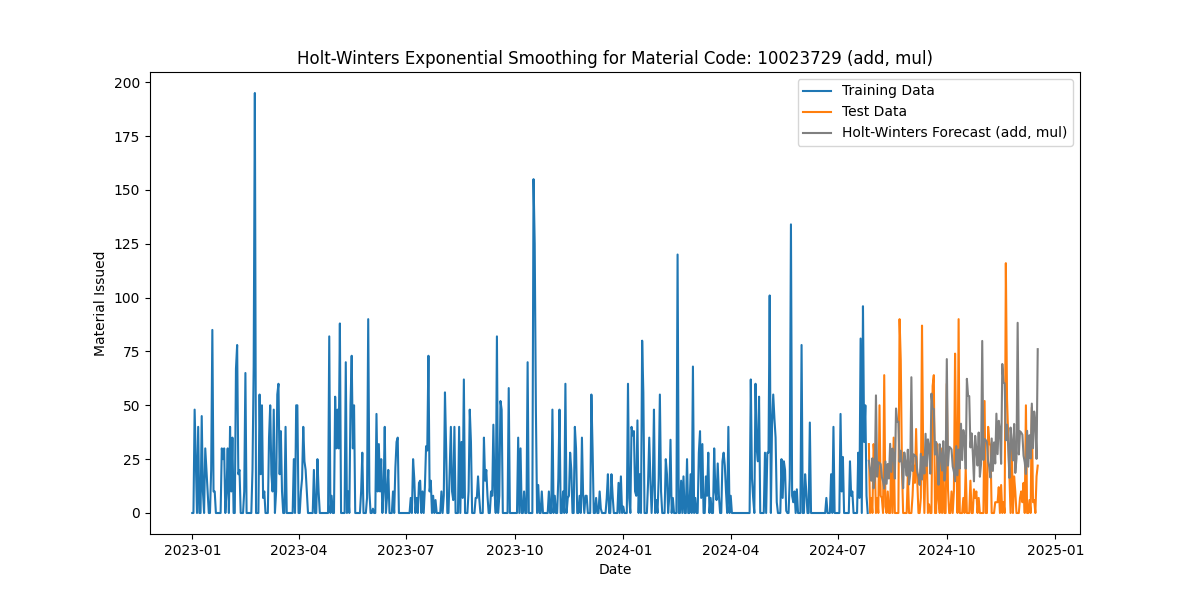 Holt-Winters Exponential Smoothing for Material Code: 10023729 (add, mul)
Training Data
Test Data
Holt-Winters Forecast (add, mul)
Material Issued
200
175
150
125
100
75
50
25
0
2023-01 2023-04 2023-07 2023-10 2024-01 2024-04 2024-07 2024-10 2025-01
Date